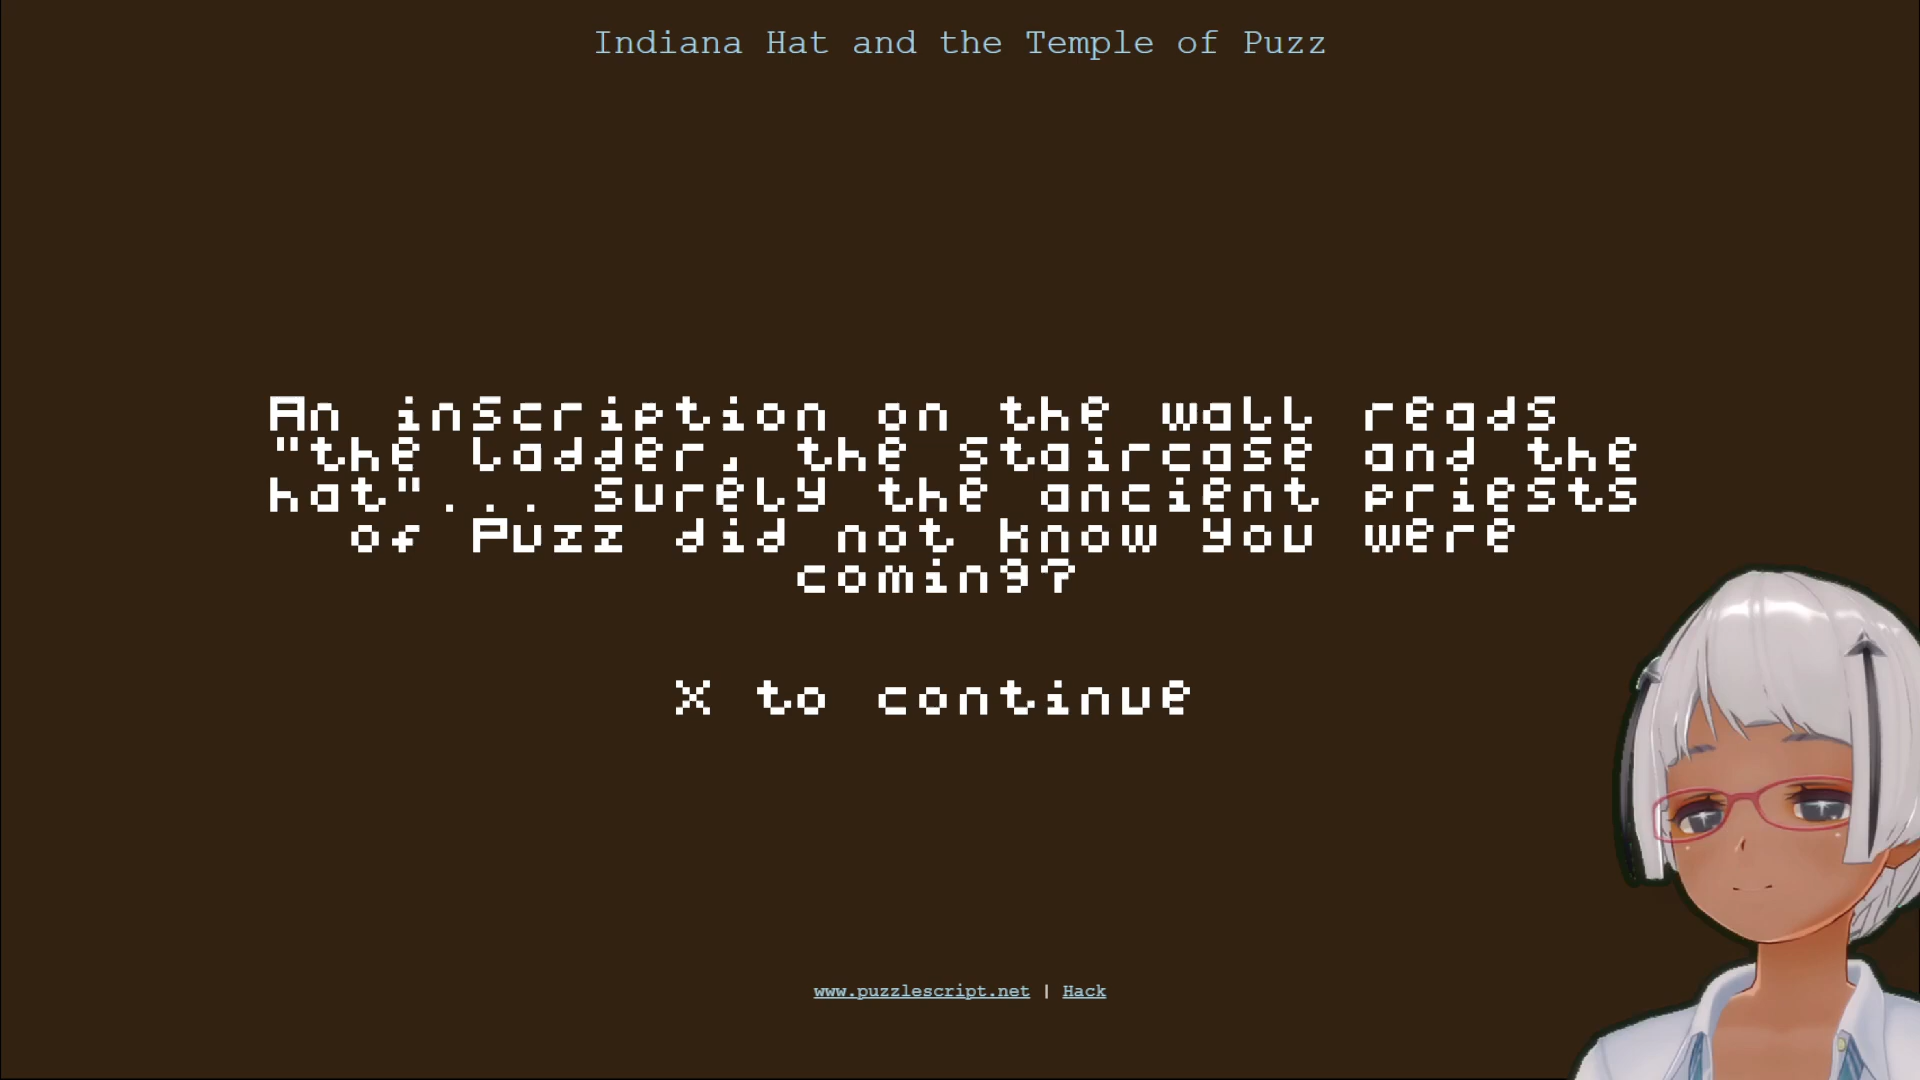 Indiana Hat and the Temple of Puzz
An inscription on the wall reads
"the ladder, the staircase and the
hat"... surely the ancient priests
of Puzz did not know you were
coming?
X to continue
www.puzzlescript.net | Hack